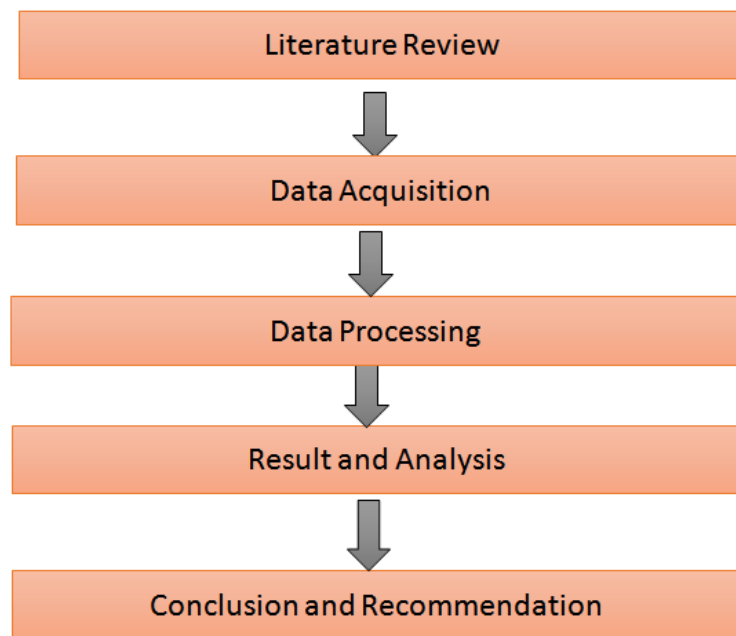 Literature Review
Data Acquisition
Data Processing
Result and Analysis
Conclusion and Recommendation